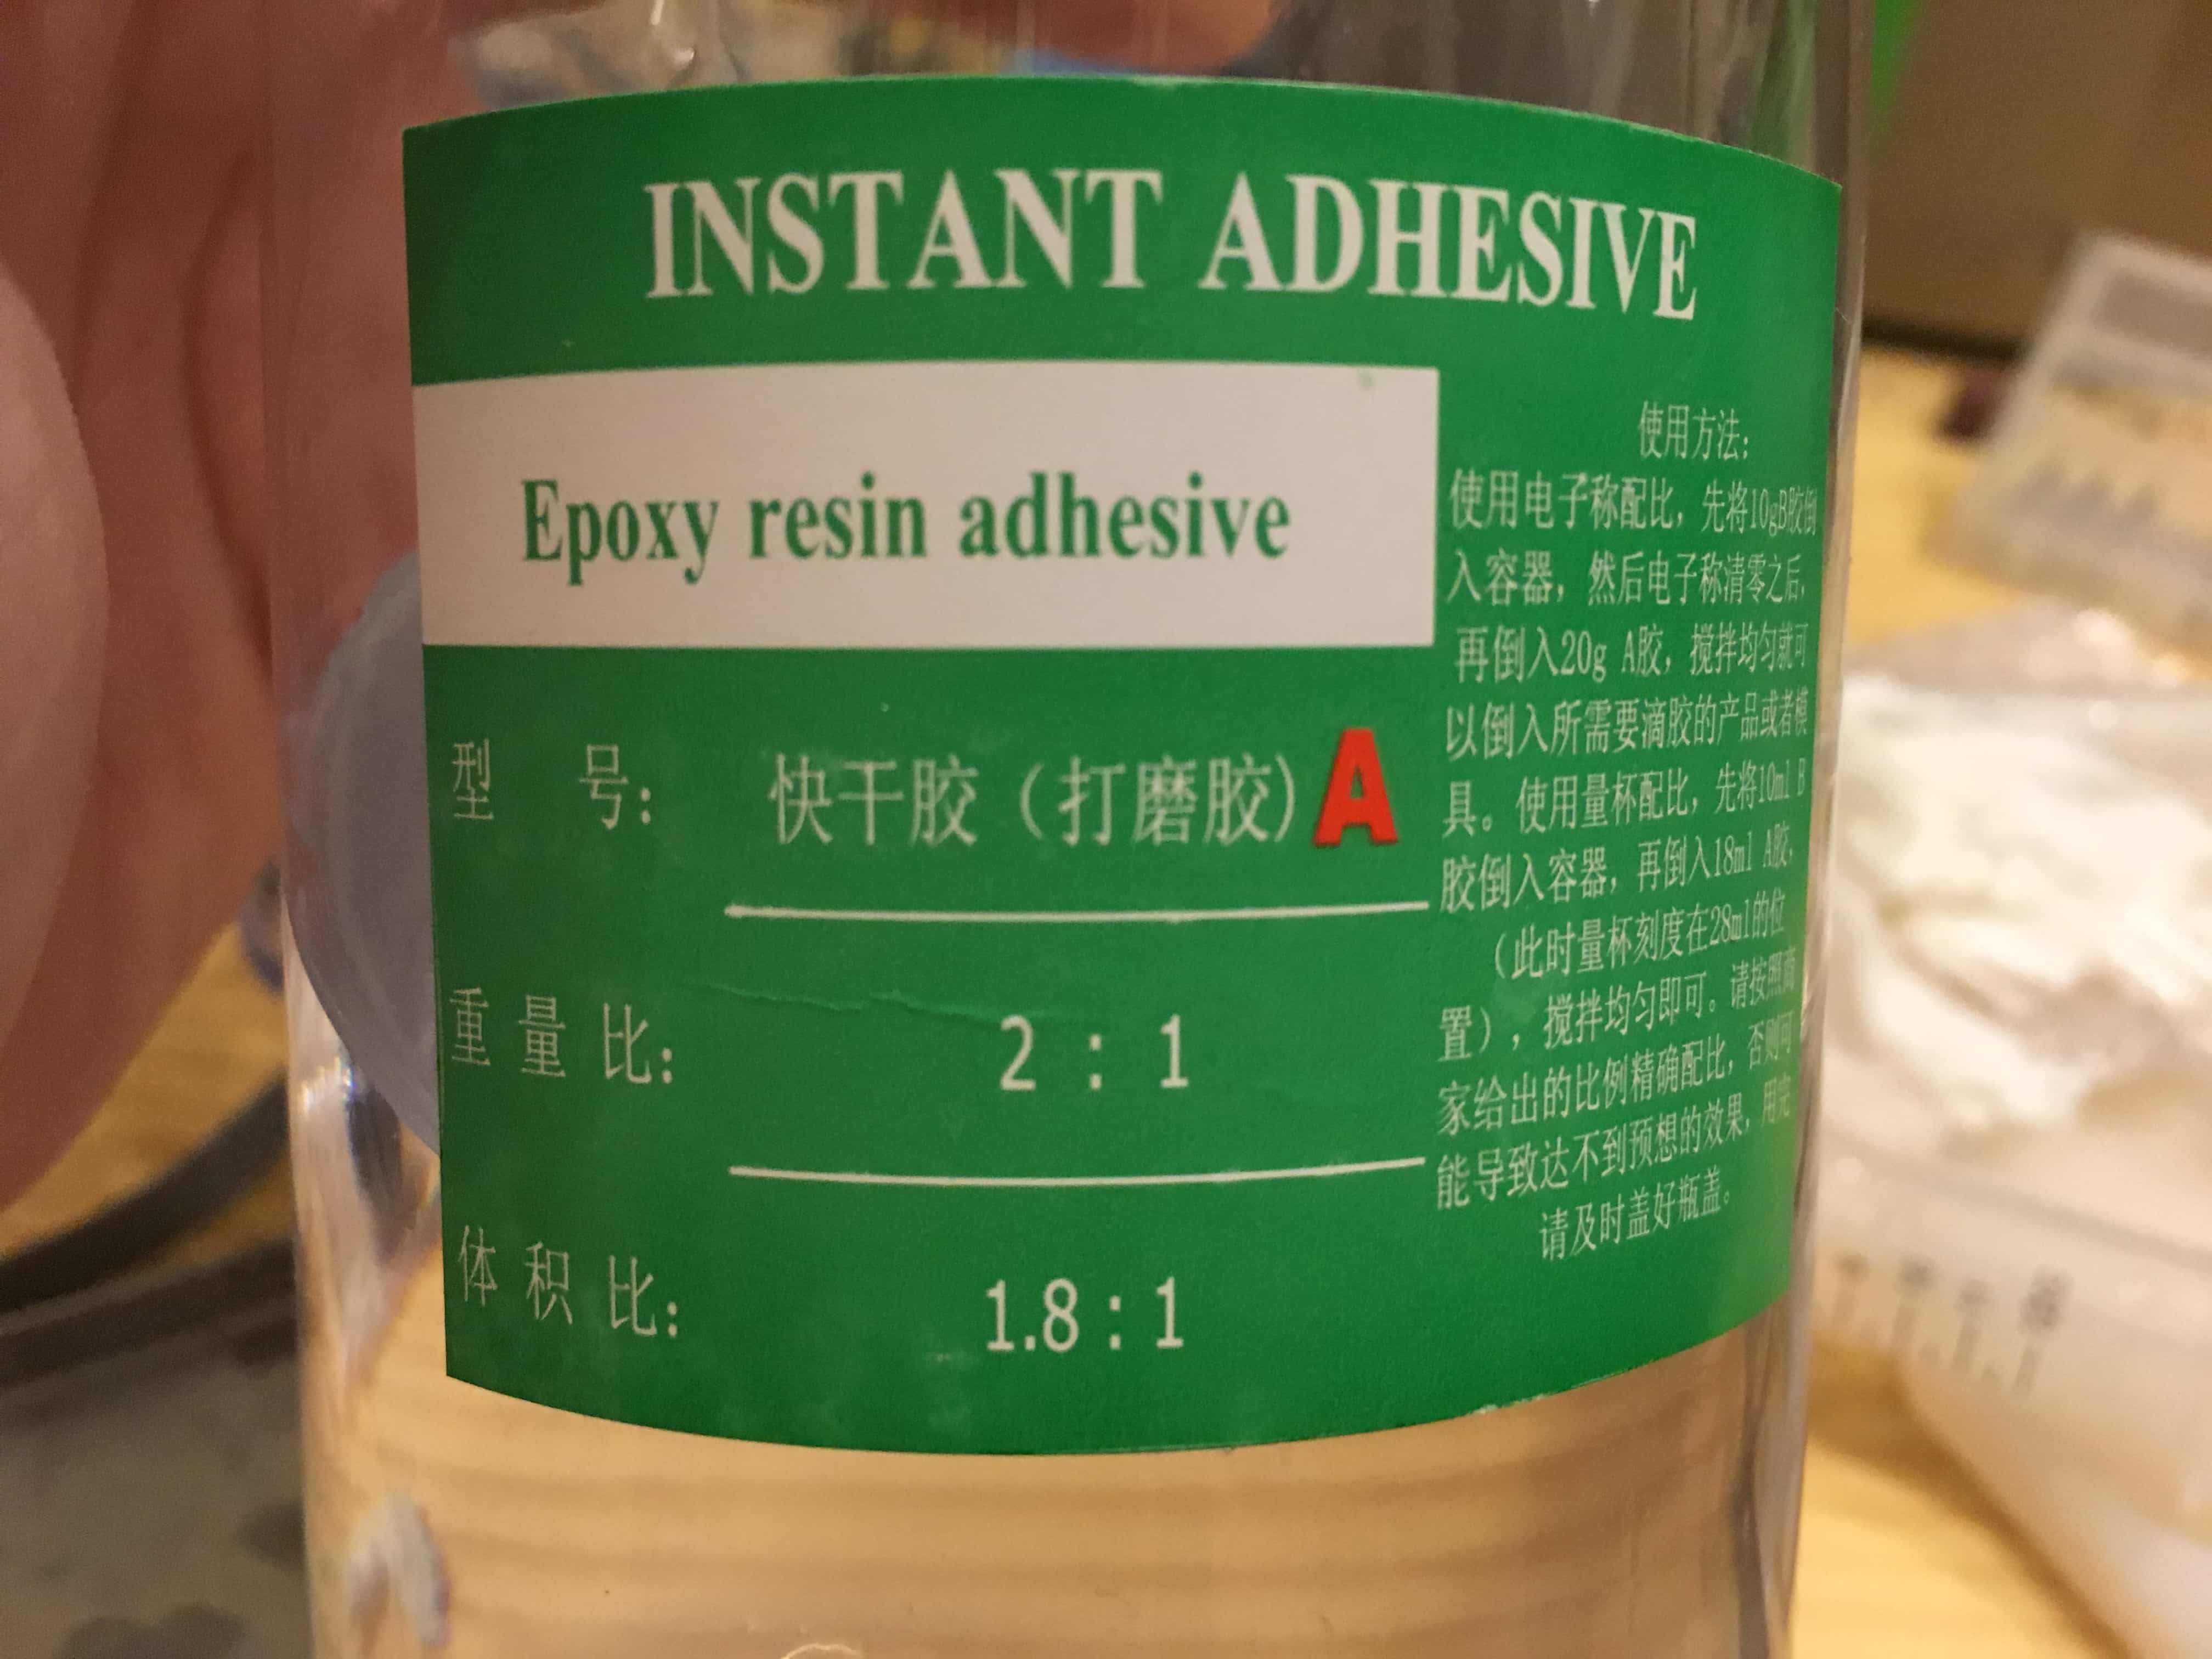 INSTANT ADHESIVE
Epoxy resin adhesive
型 号: 快干胶（打磨胶）A
重 量 比: 2 : 1
体 积 比: 1.8 : 1
使用方法:
使用电子称配比，先将10gB胶倒
入容器，然后电子称清零之后，
再倒入20g A胶，搅拌均匀就可
以倒入所需要滴胶的产品或者模
具。使用量杯配比，先将10ml B
胶倒入容器，再倒入18ml A胶，
（此时量杯刻度在28ml的位
置），搅拌均匀即可。请按照商
家给出的比例精确配比，否则可
能导致达不到预想的效果，用完
请及时盖好瓶盖。